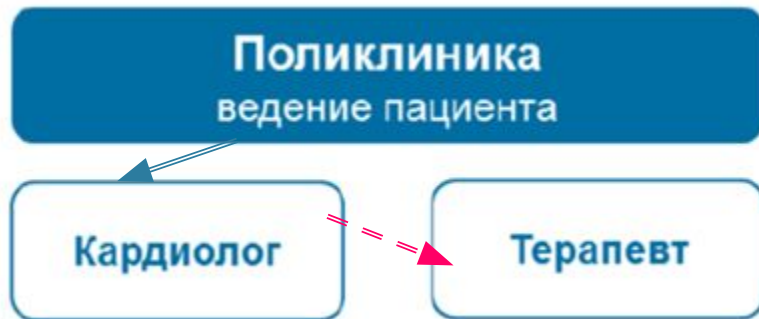 Поликлиника
ведение пациента
Кардиолог
Терапевт